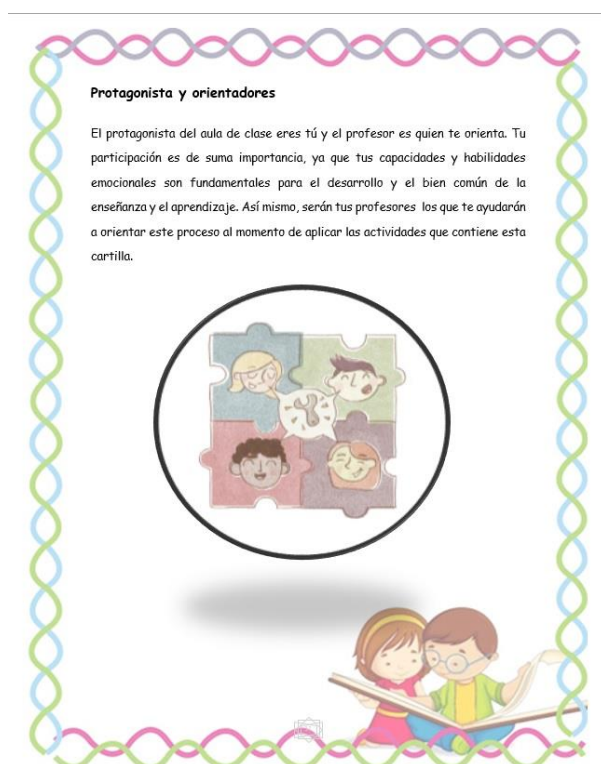 Protagonista y orientadores
El protagonista del aula de clase eres tú y el profesor es quien te orienta. Tu
participación es de suma importancia, ya que tus capacidades y habilidades
emocionales son fundamentales para el desarrollo y el bien común de la
enseñanza y el aprendizaje. Así mismo, serán tus profesores los que te ayudarán
a orientar este proceso al momento de aplicar las actividades que contiene esta
cartilla.